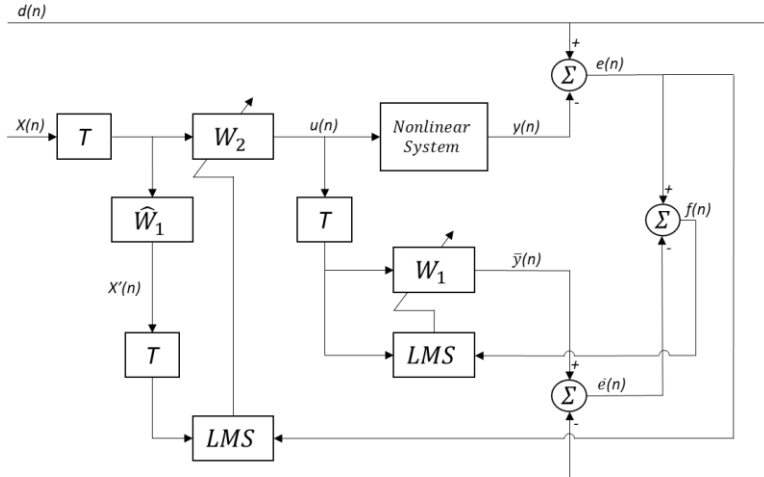 d(n)
+
Σ
e(n)
-
X(n)
T
W₂
u(n)
Nonlinear
System
y(n)
Ŵ₁
T
+
Σ
f(n)
-
W₁
ȳ(n)
X'(n)
T
LMS
+
Σ
ė(n)
-
LMS